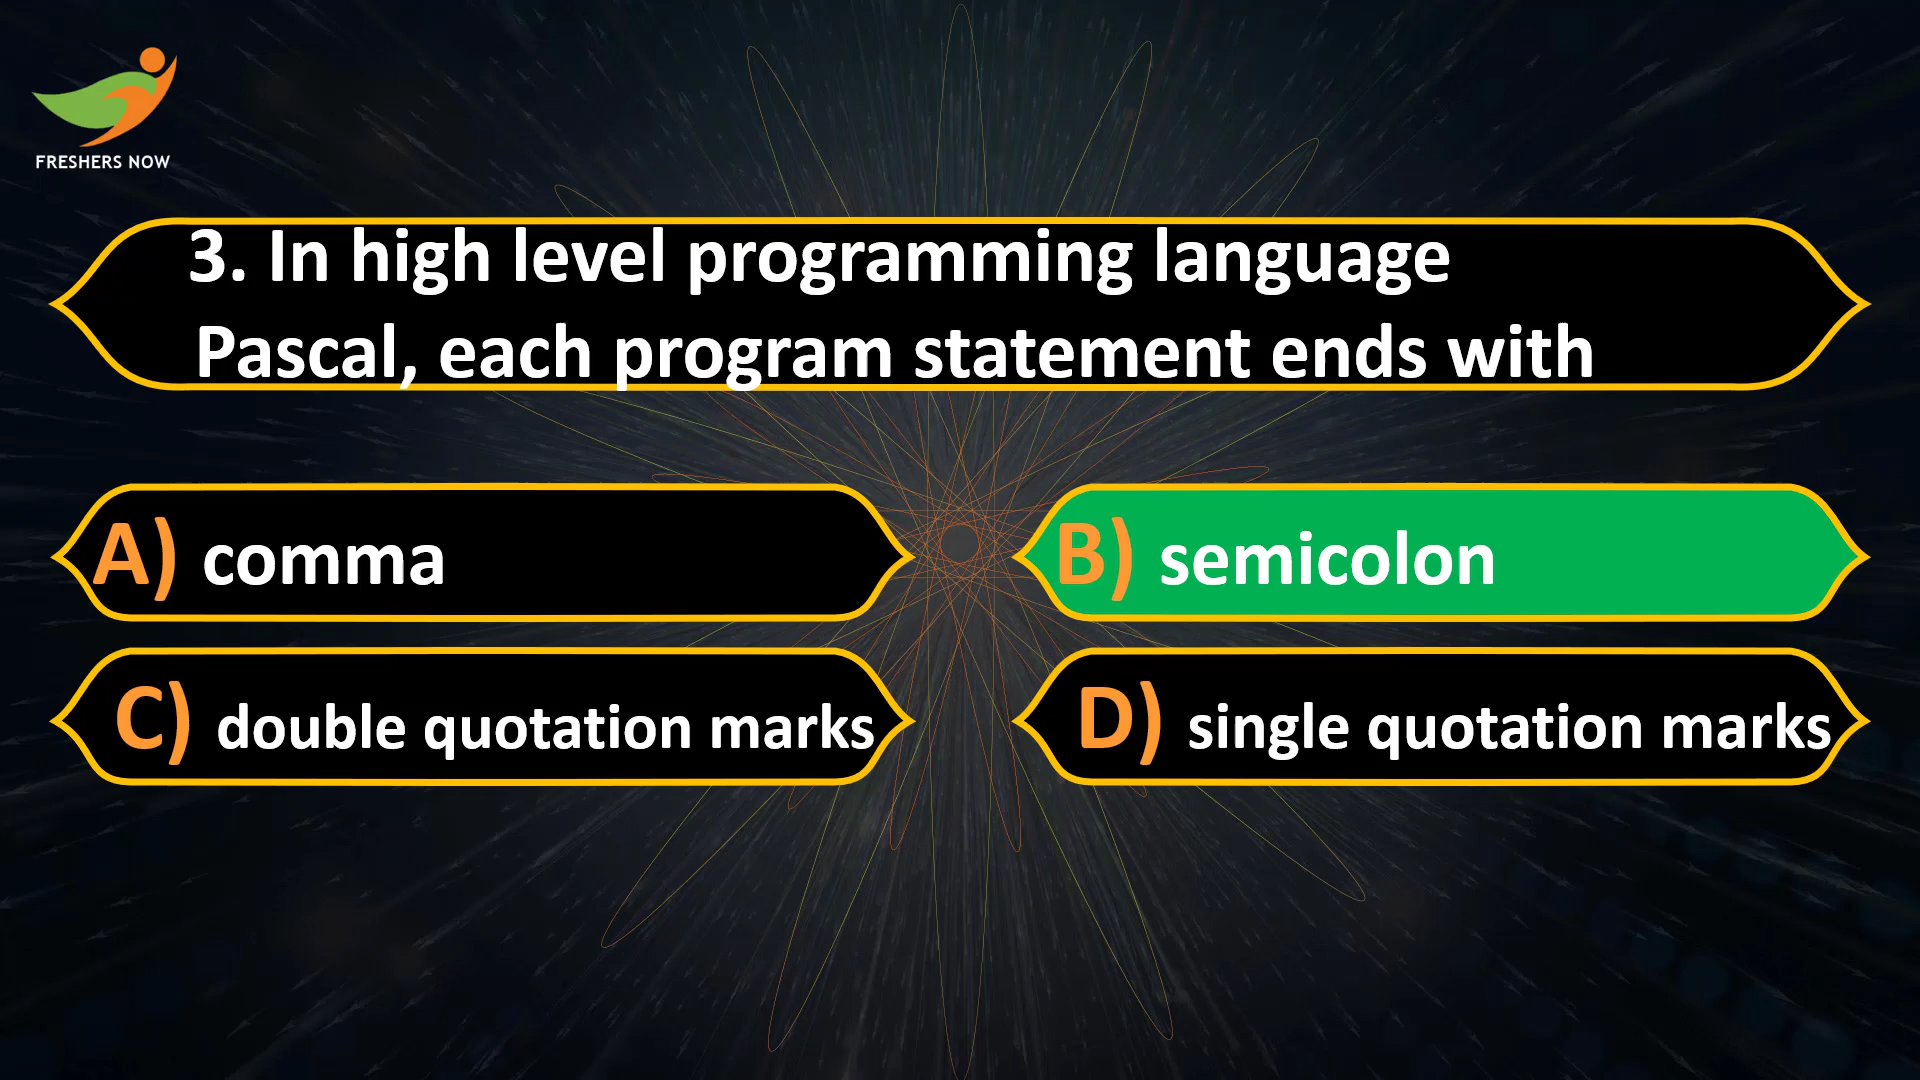 FRESHERS NOW
3. In high level programming language
Pascal, each program statement ends with
A) comma
B) semicolon
C) double quotation marks
D) single quotation marks